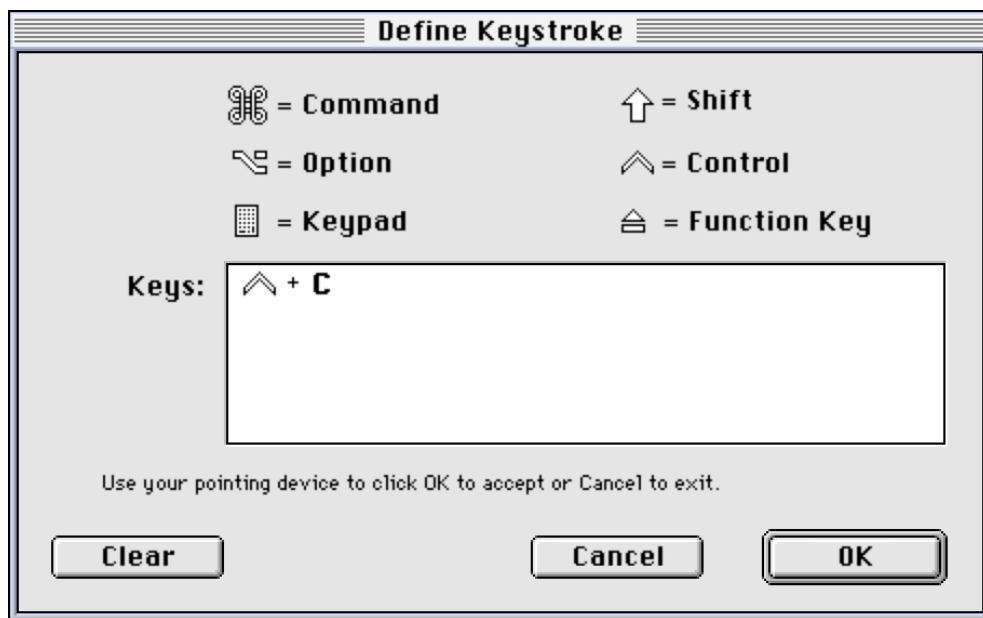 Define Keystroke
⌘ = Command
⇧ = Shift
⌥ = Option
⌃ = Control
= Keypad
⏏ = Function Key
Keys: ⌃ + C
Use your pointing device to click OK to accept or Cancel to exit.
Clear Cancel OK